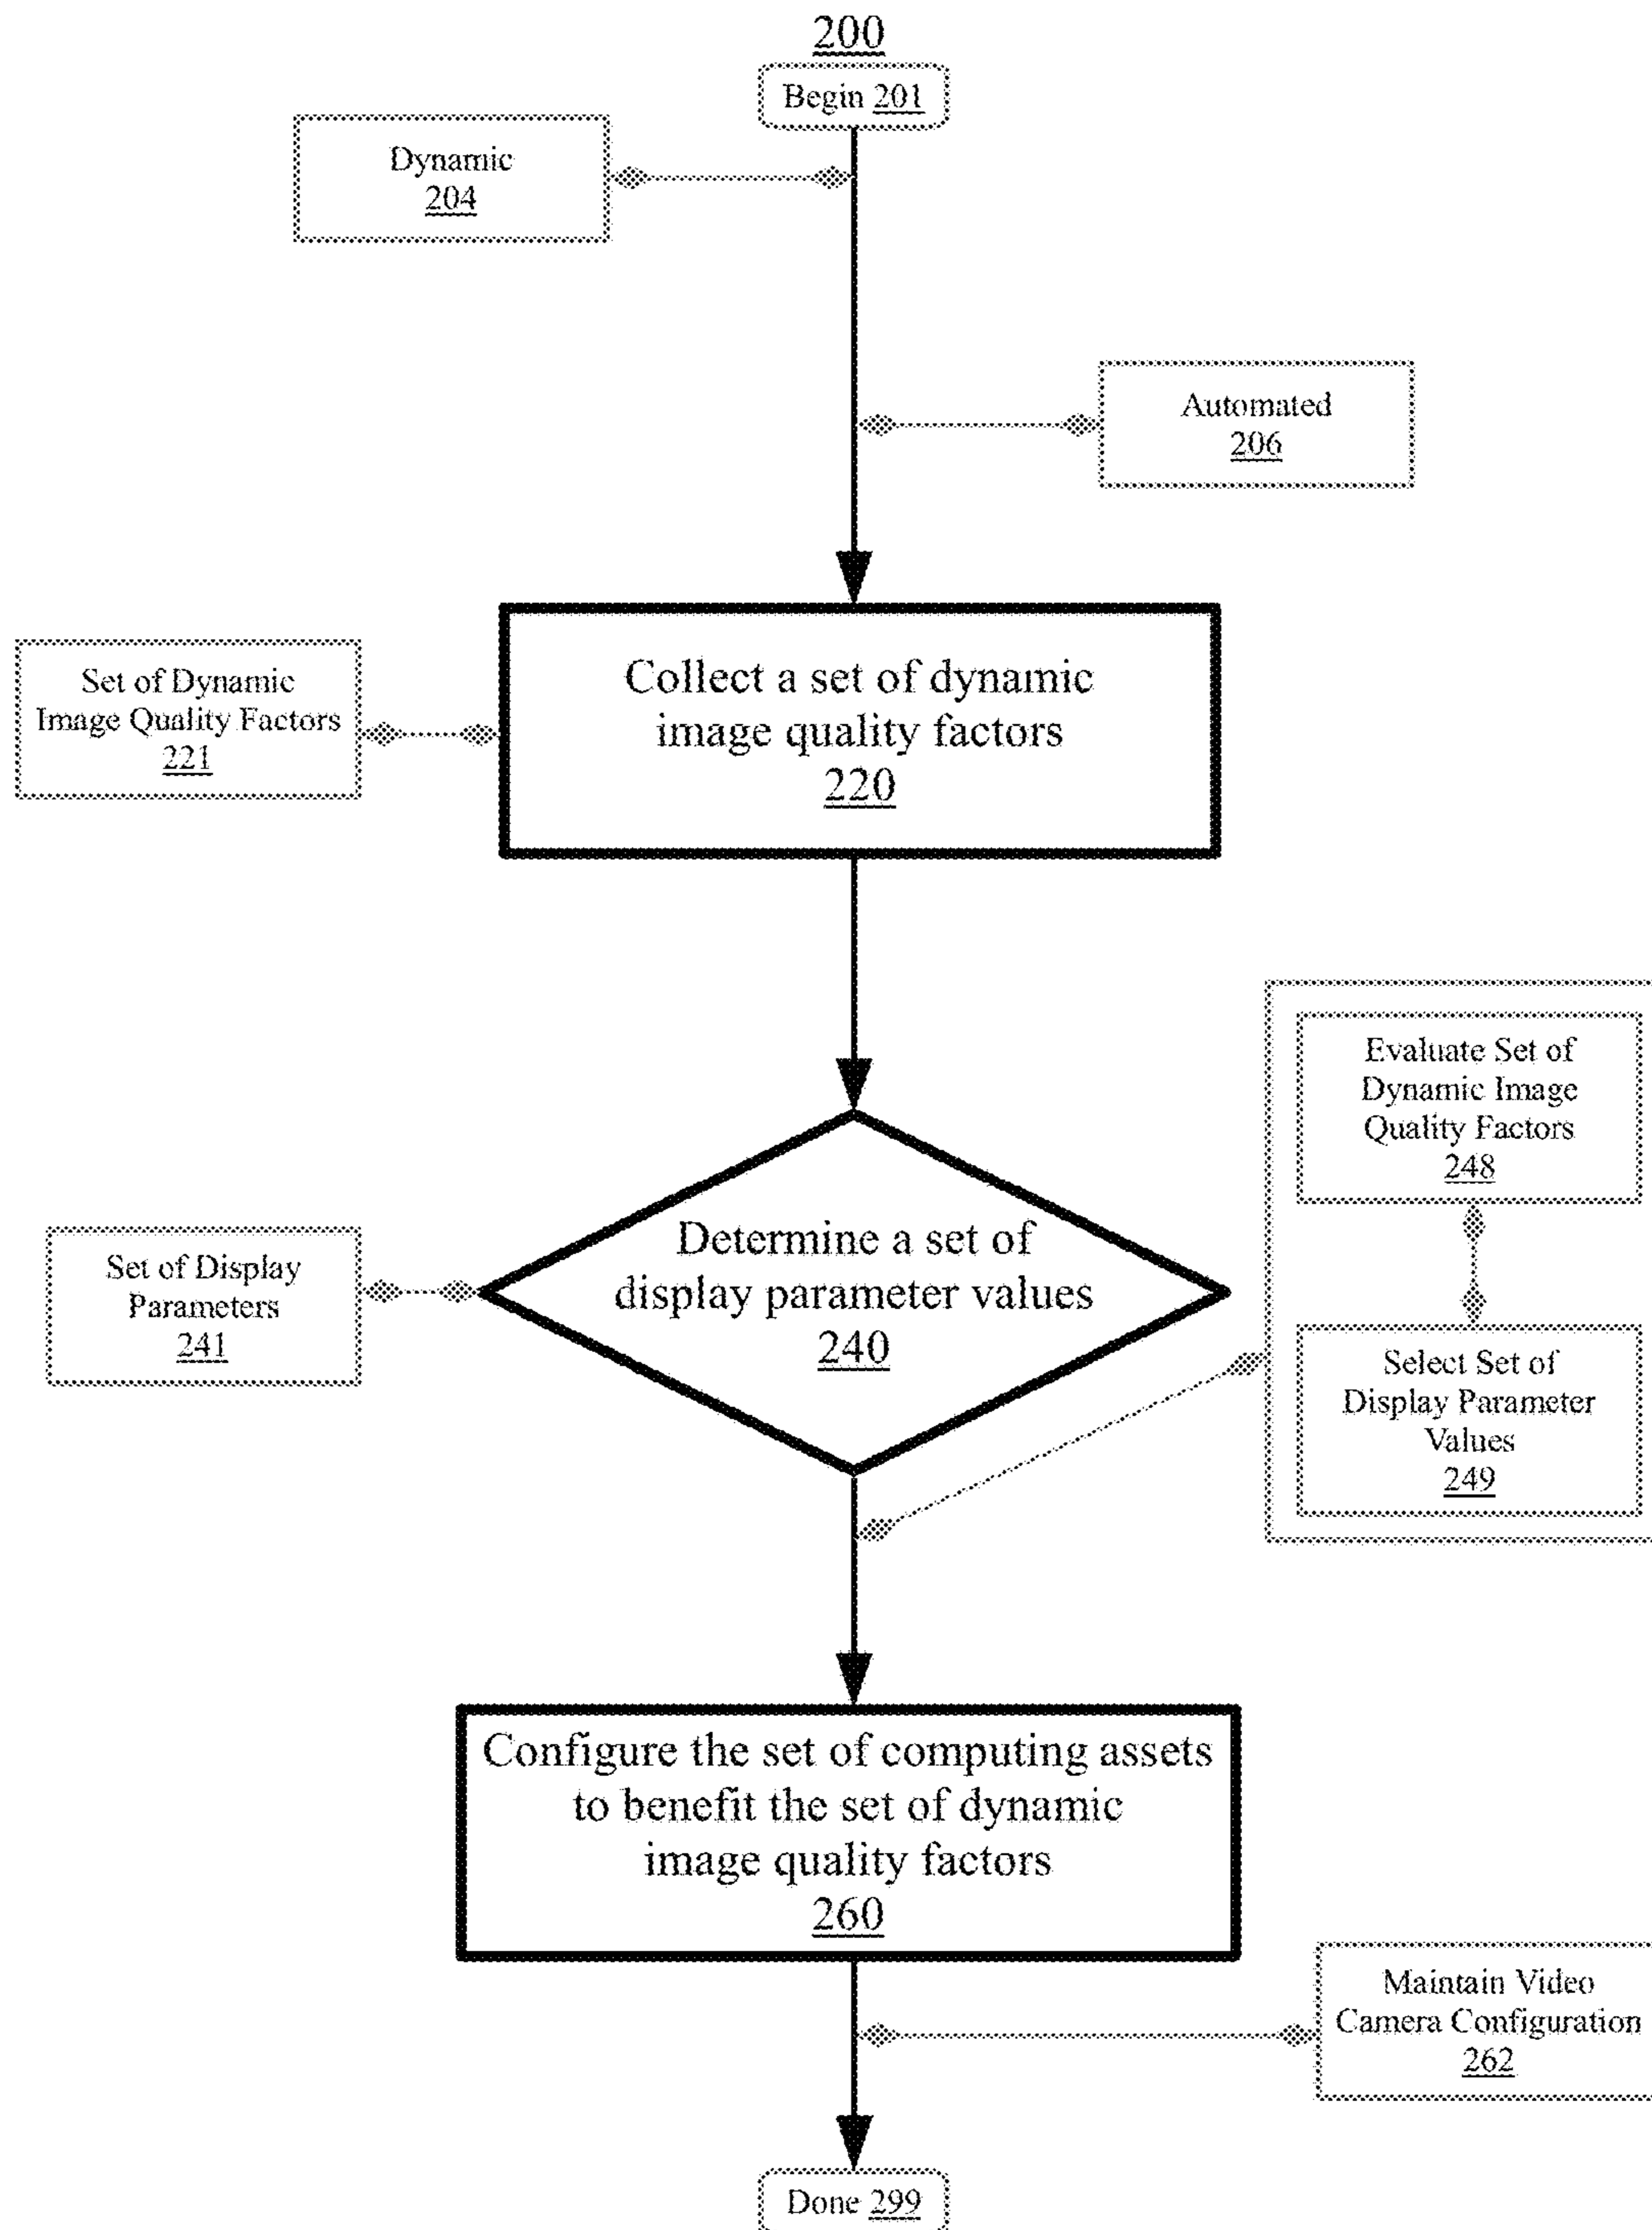 200
Begin 201
Dynamic
204
Automated
206
Collect a set of dynamic
image quality factors
220
Set of Dynamic
Image Quality Factors
221
Evaluate Set of
Dynamic Image
Quality Factors
248
Determine a set of
display parameter values
240
Set of Display
Parameters
241
Select Set of
Display Parameter
Values
249
Configure the set of computing assets
to benefit the set of dynamic
image quality factors
260
Maintain Video
Camera Configuration
262
Done 299